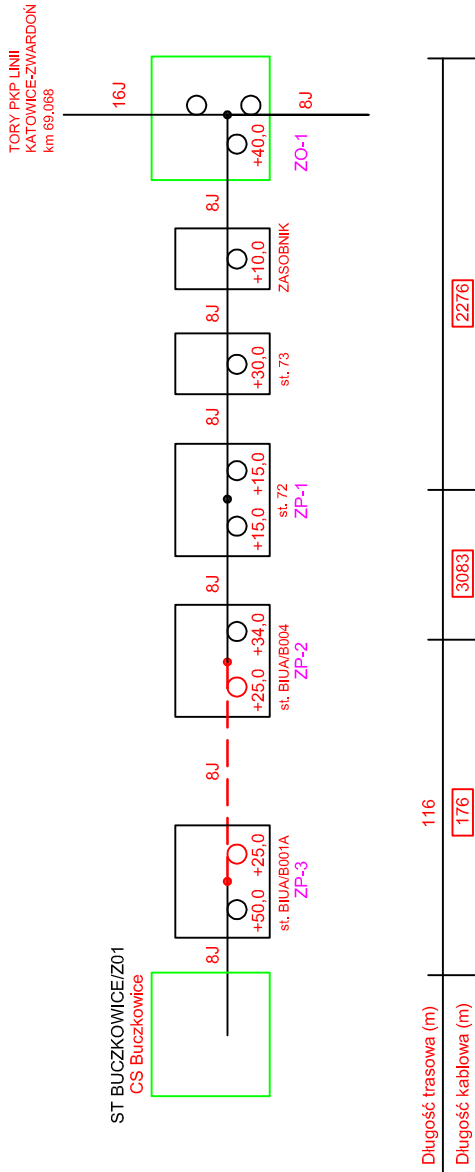 ST BUCZKOWICE/Z01
CS Buczkowice
8J
+50,0
+25,0
st. BIUA/B001A
ZP-3
8J
+25,0
+34,0
st. BIUA/B004
ZP-2
8J
+15,0
+15,0
st. 72
ZP-1
8J
+30,0
st. 73
8J
+10,0
ZASOBNIK
8J
+40,0
ZO-1
16J
8J
TORY PKP LINII
KATOWICE-ZWARDOŃ
km 69,068
Długość trasowa (m)
116
Długość kablowa (m)
176
3083
2276